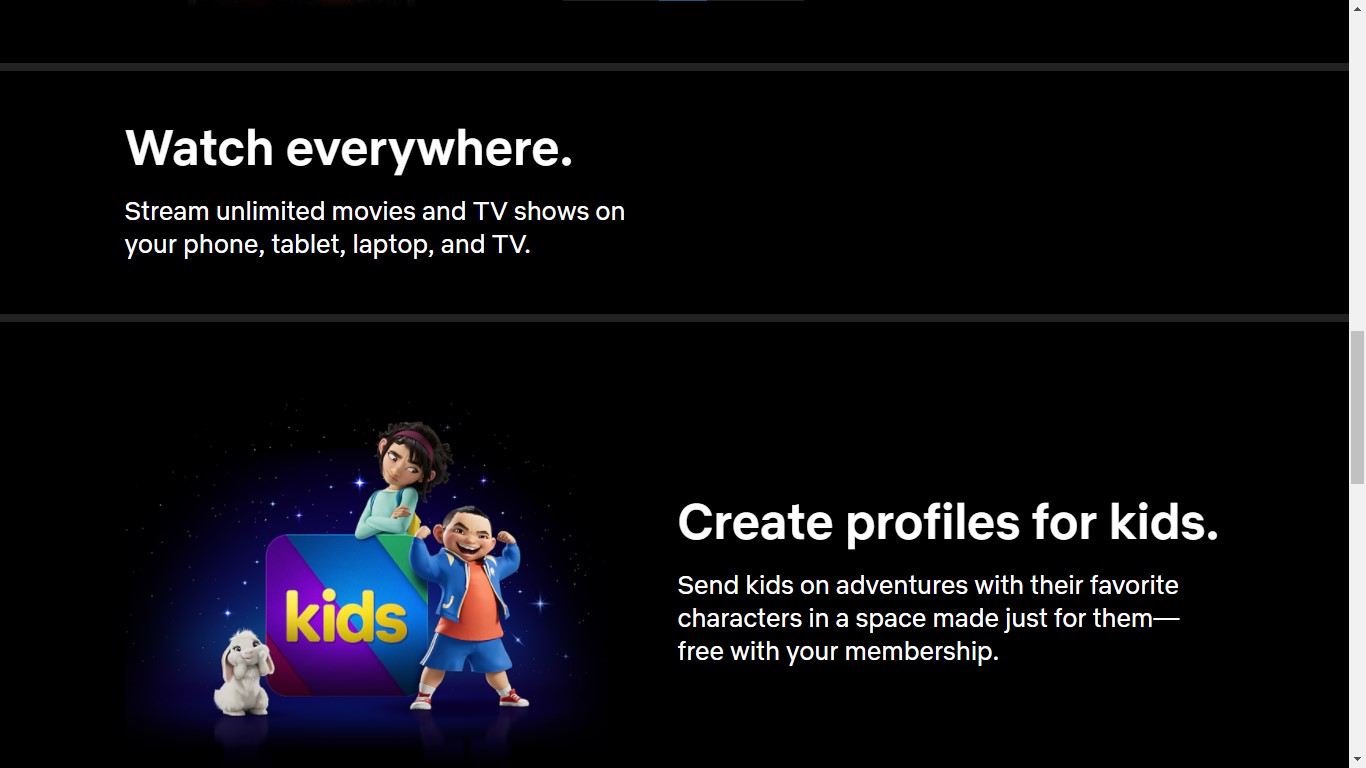 Watch everywhere.
Stream unlimited movies and TV shows on
your phone, tablet, laptop, and TV.
kids
Create profiles for kids.
Send kids on adventures with their favorite
characters in a space made just for them—
free with your membership.